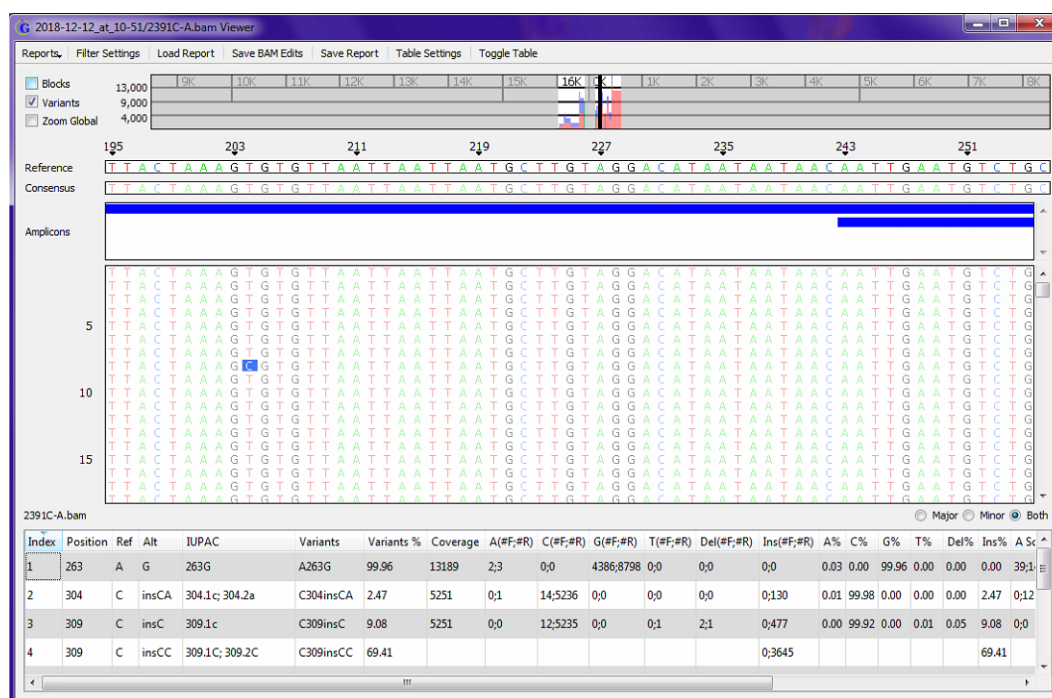 2018-12-12_at_10-51/2391C-A.bam Viewer
Reports Filter Settings Load Report Save BAM Edits Save Report Table Settings Toggle Table
Blocks
Variants
Zoom Global
13,000
9,000
4,000
9K 10K 11K 12K 13K 14K 15K 16K 0K 1K 2K 3K 4K 5K 6K 7K 8K
195 203 211 219 227 235 243 251
Reference T T A C T A A A G T G T G T T A A T T A A T T A A T G C T T G T A G G A C A T A A T A A T A A C A A T T G A A T G T C T G C
Consensus T T A C T A A A G T G T G T T A A T T A A T T A A T G C T T G T A G G A C A T A A T A A T A A C A A T T G A A T G T C T G C
Amplicons
T T A C T A A A G T G T G T T A A T T A A T T A A T G C T T G T A G G A C A T A A T A A T A A C A A T T G A A T G T C T G
T T A C T A A A G T G T G T T A A T T A A T T A A T G C T T G T A G G A C A T A A T A A T A A C A A T T G A A T G T C T G
T T A C T A A A G T G T G T T A A T T A A T T A A T G C T T G T A G G A C A T A A T A A T A A C A A T T G A A T G T C T G
T T A C T A A A G T G T G T T A A T T A A T T A A T G C T T G T A G G A C A T A A T A A T A A C A A T T G A A T G T C T G
5 T T A C T A A A G T G T G T T A A T T A A T T A A T G C T T G T A G G A C A T A A T A A T A A C A A T T G A A T G T C T G
T T A C T A A A G T G T G T T A A T T A A T T A A T G C T T G T A G G A C A T A A T A A T A A C A A T T G A A T G T C T G
T T A C T A A A G T G T G T T A A T T A A T T A A T G C T T G T A G G A C A T A A T A A T A A C A A T T G A A T G T C T G
T T A C T A A A G C G T G T T A A T T A A T T A A T G C T T G T A G G A C A T A A T A A T A A C A A T T G A A T G T C T G
T T A C T A A A G T G T G T T A A T T A A T T A A T G C T T G T A G G A C A T A A T A A T A A C A A T T G A A T G T C T G
10 T T A C T A A A G T G T G T T A A T T A A T T A A T G C T T G T A G G A C A T A A T A A T A A C A A T T G A A T G T C T G
T T A C T A A A G T G T G T T A A T T A A T T A A T G C T T G T A G G A C A T A A T A A T A A C A A T T G A A T G T C T G
T T A C T A A A G T G T G T T A A T T A A T T A A T G C T T G T A G G A C A T A A T A A T A A C A A T T G A A T G T C T G
T T A C T A A A G T G T G T T A A T T A A T T A A T G C T T G T A G G A C A T A A T A A T A A C A A T T G A A T G T C T G
T T A C T A A A G T G T G T T A A T T A A T T A A T G C T T G T A G G A C A T A A T A A T A A C A A T T G A A T G T C T G
15 T T A C T A A A G T G T G T T A A T T A A T T A A T G C T T G T A G G A C A T A A T A A T A A C A A T T G A A T G T C T G
T T A C T A A A G T G T G T T A A T T A A T T A A T G C T T G T A G G A C A T A A T A A T A A C A A T T G A A T G T C T G
T T A C T A A A G T G T G T T A A T T A A T T A A T G C T T G T A G G A C A T A A T A A T A A C A A T T G A A T G T C T G
2391C-A.bam Major Minor Both
Index Position Ref Alt IUPAC Variants Variants % Coverage A(#F;#R) C(#F;#R) G(#F;#R) T(#F;#R) Del(#F;#R) Ins(#F;#R) A% C% G% T% Del% Ins% A Sc
1 263 A G 263G A263G 99.96 13189 2;3 0;0 4386;8798 0;0 0;0 0;0 0.03 0.00 99.96 0.00 0.00 0.00 39;1
2 304 C insCA 304.1c; 304.2a C304insCA 2.47 5251 0;1 14;5236 0;0 0;0 0;0 0;130 0.01 99.98 0.00 0.00 0.00 2.47 0;12
3 309 C insC 309.1c C309insC 9.08 5251 0;0 12;5235 0;0 0;1 2;1 0;477 0.00 99.92 0.00 0.01 0.05 9.08 0;0
4 309 C insCC 309.1C; 309.2C C309insCC 69.41 0;3645 69.41